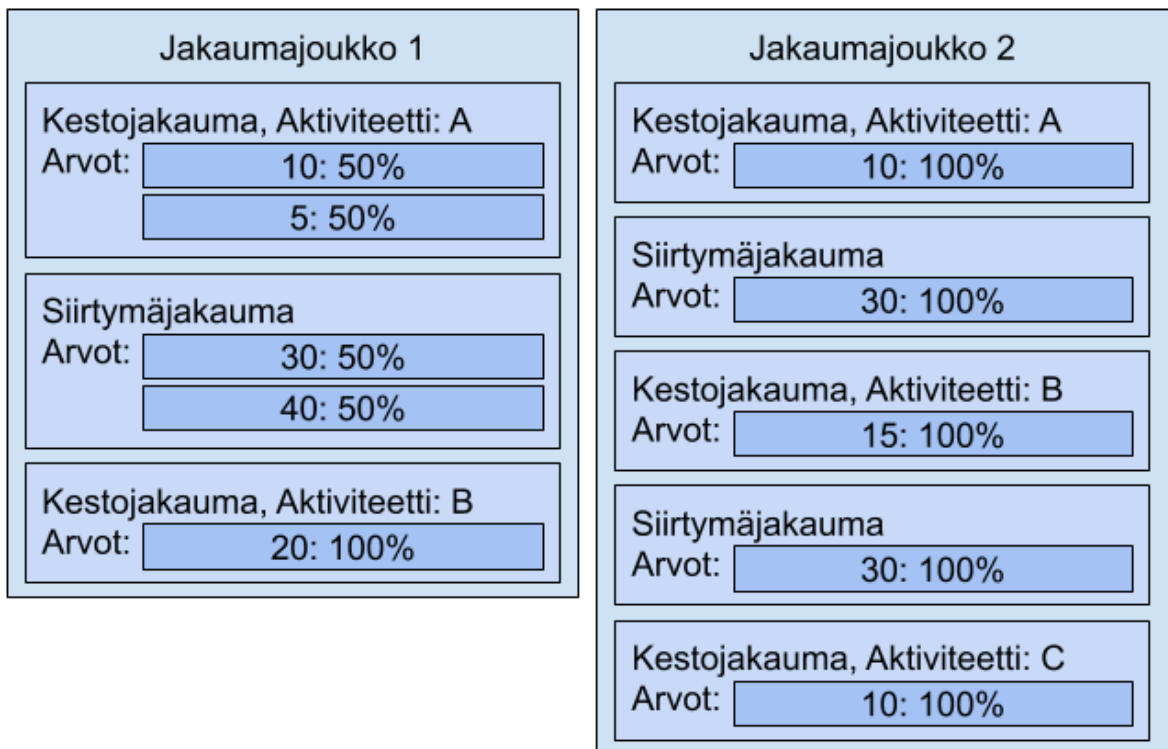 Jakaumajoukko 1
Kestojakauma, Aktiviteetti: A
Arvot: 10: 50%
5: 50%
Siirtymäjakauma
Arvot: 30: 50%
40: 50%
Kestojakauma, Aktiviteetti: B
Arvot: 20: 100%
Jakaumajoukko 2
Kestojakauma, Aktiviteetti: A
Arvot: 10: 100%
Siirtymäjakauma
Arvot: 30: 100%
Kestojakauma, Aktiviteetti: B
Arvot: 15: 100%
Siirtymäjakauma
Arvot: 30: 100%
Kestojakauma, Aktiviteetti: C
Arvot: 10: 100%